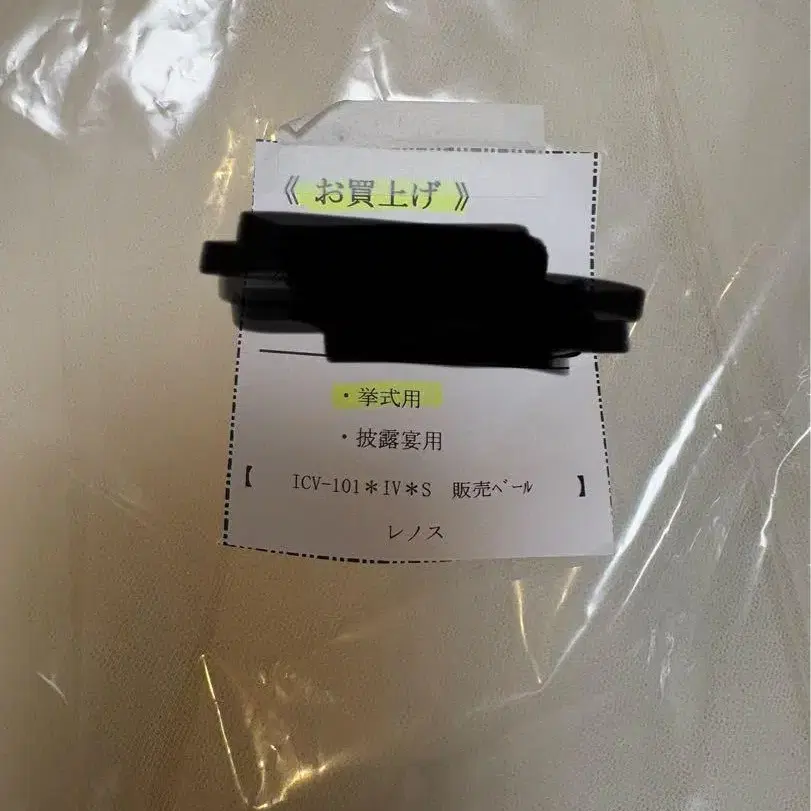 《 お買上げ 》
・挙式用
・披露宴用
【 ICV-101＊IV＊S 販売ﾍﾞｰﾙ 】
レノス